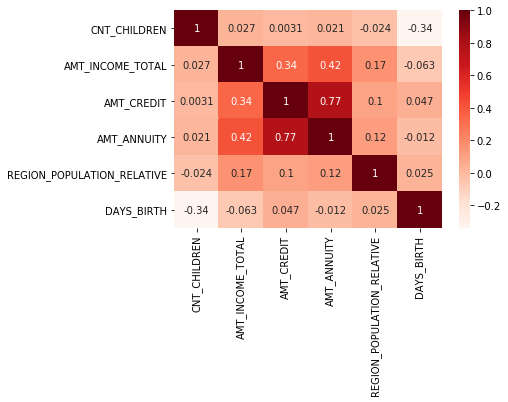 CNT_CHILDREN 1 0.027 0.0031 0.021 -0.024 -0.34
AMT_INCOME_TOTAL 0.027 1 0.34 0.42 0.17 -0.063
AMT_CREDIT 0.0031 0.34 1 0.77 0.1 0.047
AMT_ANNUITY 0.021 0.42 0.77 1 0.12 -0.012
REGION_POPULATION_RELATIVE -0.024 0.17 0.1 0.12 1 0.025
DAYS_BIRTH -0.34 -0.063 0.047 -0.012 0.025 1
CNT_CHILDREN
AMT_INCOME_TOTAL
AMT_CREDIT
AMT_ANNUITY
REGION_POPULATION_RELATIVE
DAYS_BIRTH
1.0
0.8
0.6
0.4
0.2
0.0
−0.2